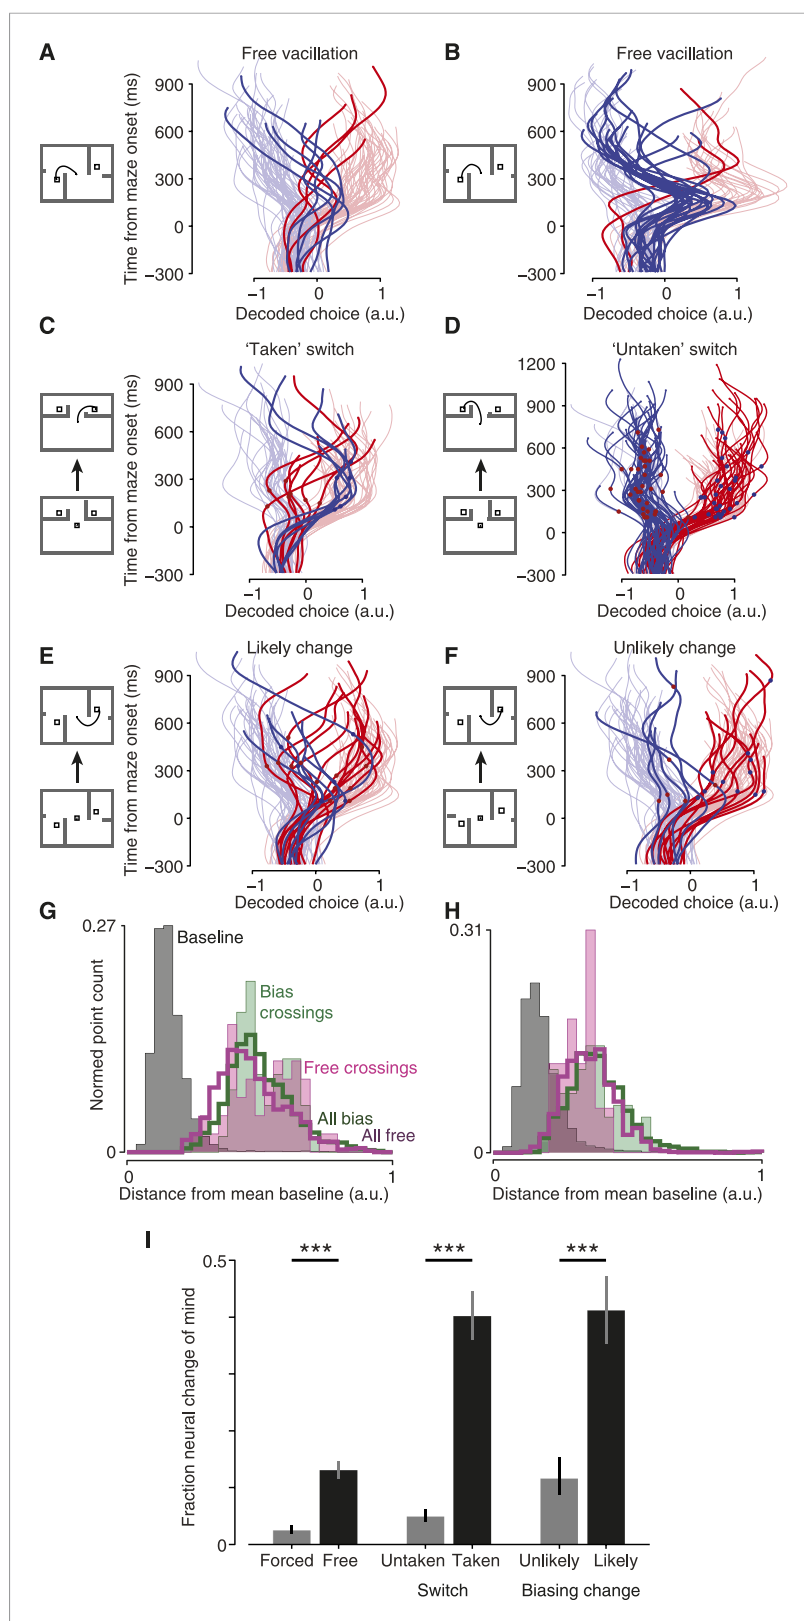 A
Free vacillation
Time from maze onset (ms)
900
600
300
0
−300
−1 0 1
Decoded choice (a.u.)
B
Free vacillation
900
600
300
0
−300
−1 0 1
Decoded choice (a.u.)
C
‘Taken’ switch
Time from maze onset (ms)
900
600
300
0
−300
−1 0 1
Decoded choice (a.u.)
D
‘Untaken’ switch
1200
900
600
300
0
−300
−1 0 1
Decoded choice (a.u.)
E
Likely change
Time from maze onset (ms)
900
600
300
0
−300
−1 0 1
Decoded choice (a.u.)
F
Unlikely change
900
600
300
0
−300
−1 0 1
Decoded choice (a.u.)
G
0.27
Normed point count
Baseline
Bias
crossings
Free crossings
All bias
All free
0
0 1
Distance from mean baseline (a.u.)
H
0.31
0
0 1
Distance from mean baseline (a.u.)
I
0.5
Fraction neural change of mind
*** *** ***
0
Forced Free Untaken Taken Unlikely Likely
Switch Biasing change